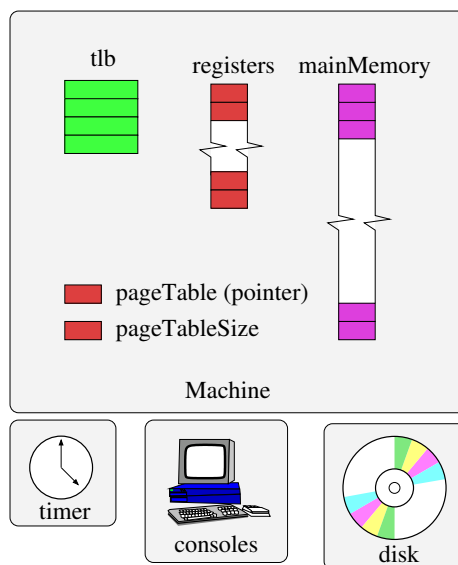 tlb
registers
mainMemory
pageTable (pointer)
pageTableSize
Machine
timer
consoles
disk